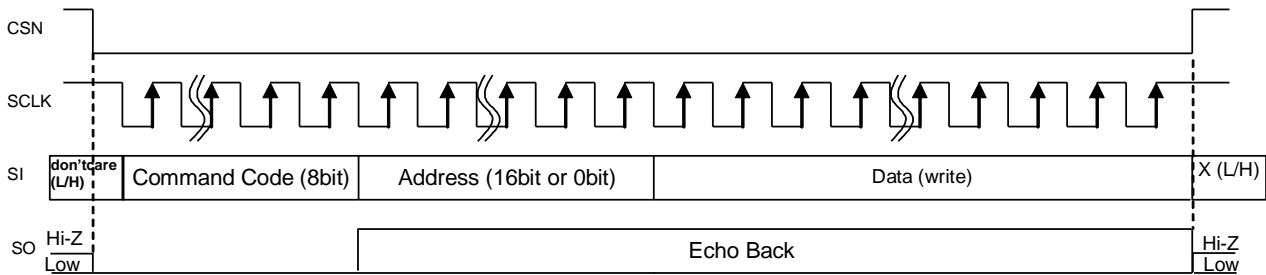 CSN
SCLK
SI
don'tcare
(L/H)
Command Code (8bit)
Address (16bit or 0bit)
Data (write)
X (L/H)
SO
Hi-Z
Low
Echo Back
Hi-Z
Low